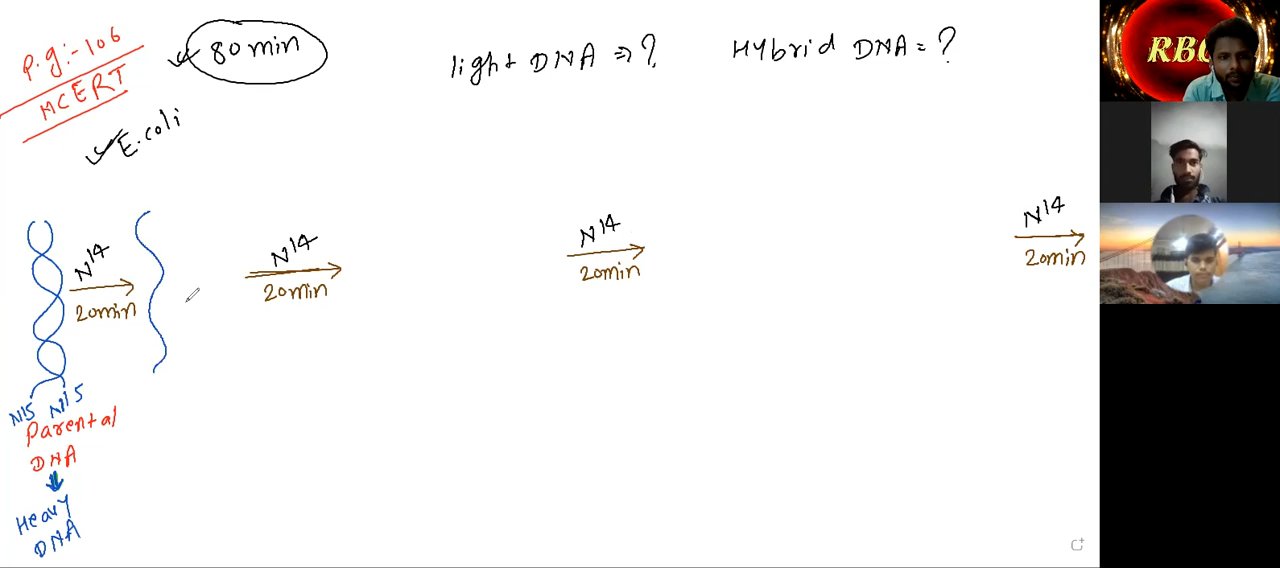 P.g:-106
NCERT
80 min
E.coli
light DNA ⇒ ?
Hybrid DNA = ?
N14
20min
N14
20min
N14
20min
N14
20min
N15 N15
Parental
DNA
Heavy
DNA